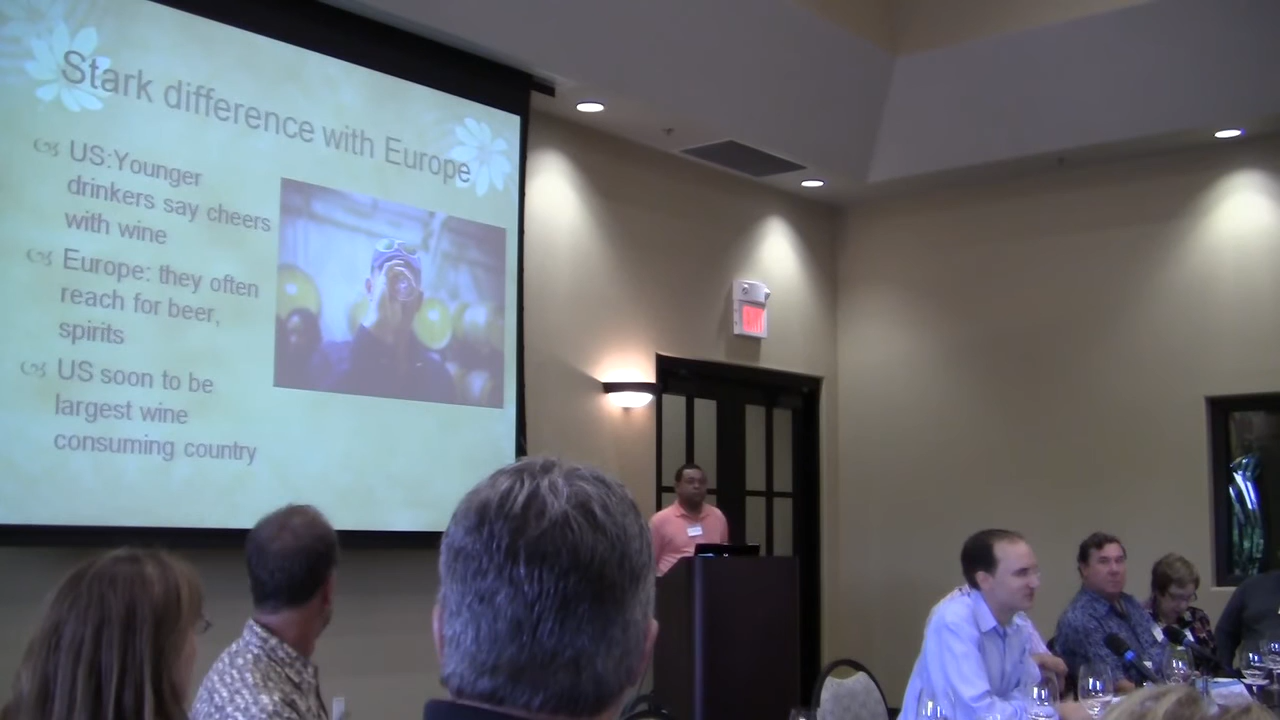 Stark difference with Europe
US:Younger
drinkers say cheers
with wine
Europe: they often
reach for beer,
spirits
US soon to be
largest wine
consuming country